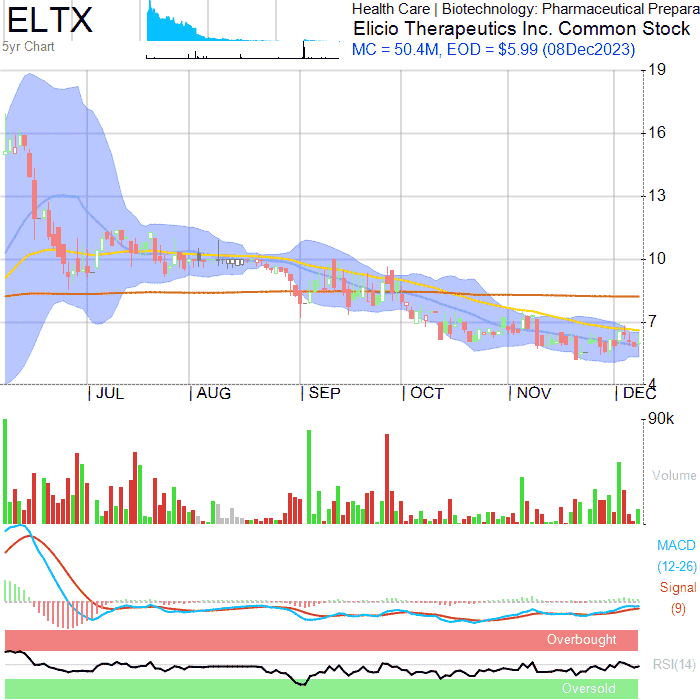 ELTX
5yr Chart
Health Care | Biotechnology: Pharmaceutical Prepara
Elicio Therapeutics Inc. Common Stock
MC = 50.4M, EOD = $5.99 (08Dec2023)
19
16
13
10
7
4
JUL AUG SEP OCT NOV DEC
90k
Volume
MACD
(12-26)
Signal
(9)
Overbought
RSI(14)
Oversold